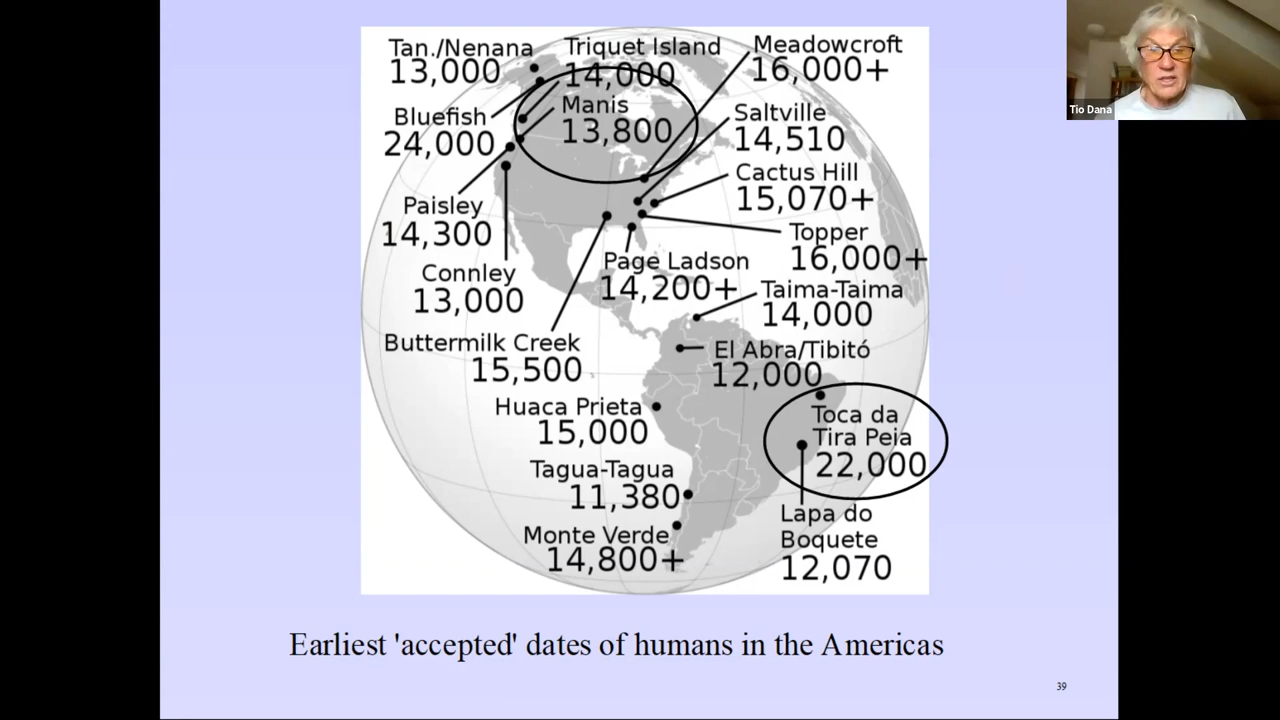 Tan./Nenana
13,000
Triquet Island
14,000
Meadowcroft
16,000+
Bluefish
24,000
Manis
13,800
Saltville
14,510
Cactus Hill
15,070+
Paisley
14,300
Topper
16,000+
Connley
13,000
Page Ladson
14,200+
Taima-Taima
14,000
Buttermilk Creek
15,500
El Abra/Tibitó
12,000
Huaca Prieta
15,000
Toca da
Tira Peia
22,000
Tagua-Tagua
11,380
Lapa do
Boquete
12,070
Monte Verde
14,800+
Earliest 'accepted' dates of humans in the Americas
39
Tio Dana